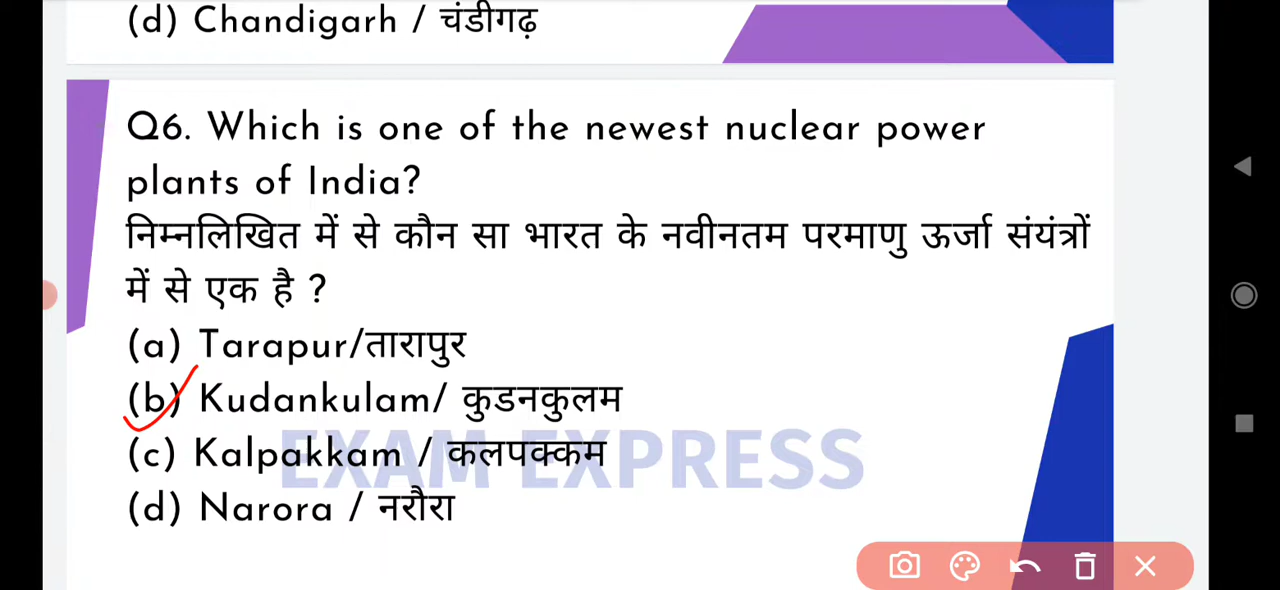 (d) Chandigarh / चंडीगढ़
Q6. Which is one of the newest nuclear power
plants of India?
निम्नलिखित में से कौन सा भारत के नवीनतम परमाणु ऊर्जा संयंत्रों
में से एक है ?
(a) Tarapur/तारापुर
(b) Kudankulam/ कुडनकुलम
(c) Kalpakkam / कलपक्कम
EXAM EXPRESS
(d) Narora / नरौरा